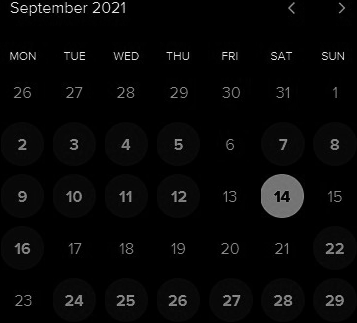 September 2021
MON TUE WED THU FRI SAT SUN
26 27 28 29 30 31 1
2 3 4 5 6 7 8
9 10 11 12 13 14 15
16 17 18 19 20 21 22
23 24 25 26 27 28 29